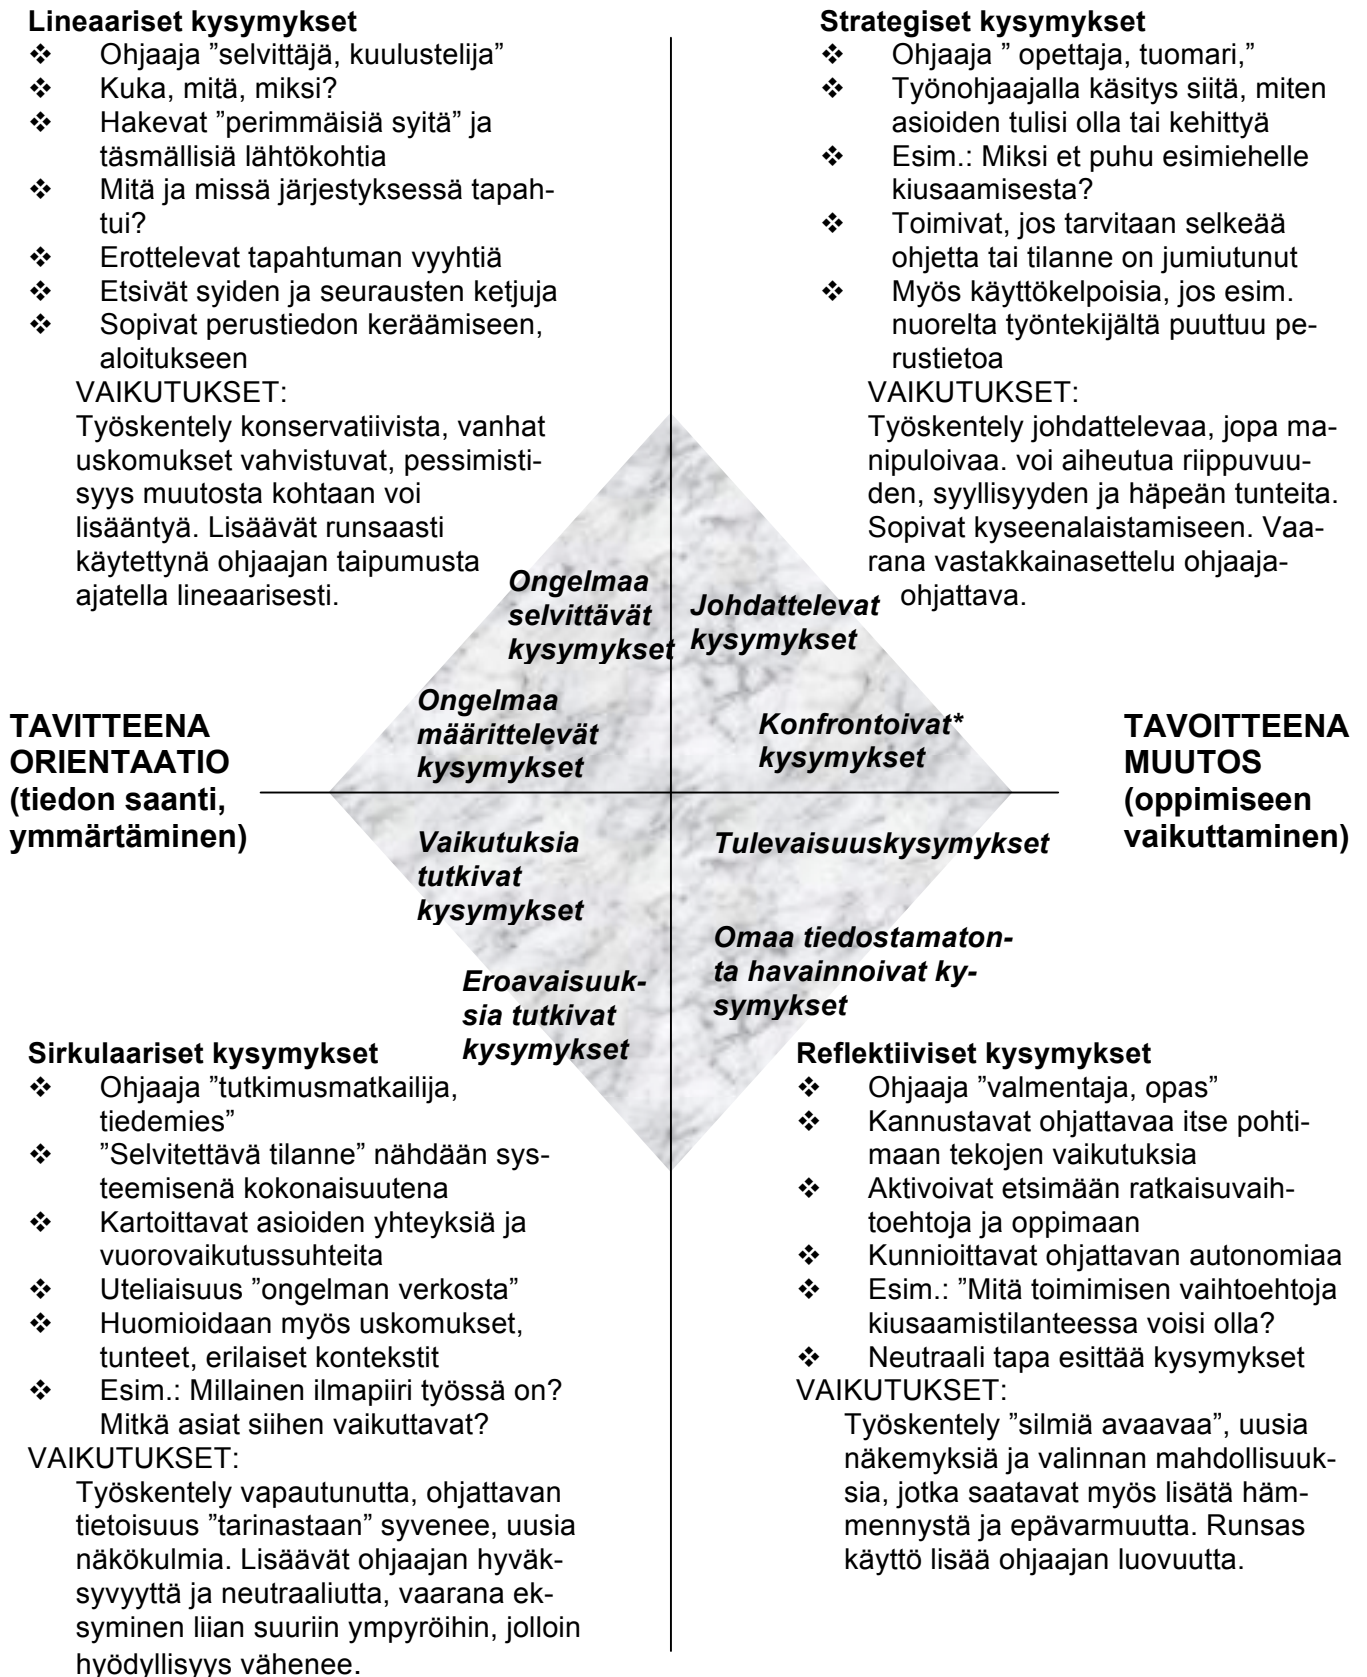 Lineaariset kysymykset
❖ Ohjaaja ”selvittäjä, kuulustelija”
❖ Kuka, mitä, miksi?
❖ Hakevat ”perimmäisiä syitä” ja
täsmällisiä lähtökohtia
❖ Mitä ja missä järjestyksessä tapah-
tui?
❖ Erottelevat tapahtuman vyyhtiä
❖ Etsivät syiden ja seurausten ketjuja
❖ Sopivat perustiedon keräämiseen,
aloitukseen
VAIKUTUKSET:
Työskentely konservatiivista, vanhat
uskomukset vahvistuvat, pessimisti-
syys muutosta kohtaan voi
lisääntyä. Lisäävät runsaasti
käytettynä ohjaajan taipumusta
ajatella lineaarisesti.
Strategiset kysymykset
❖ Ohjaaja ” opettaja, tuomari,”
❖ Työnohjaajalla käsitys siitä, miten
asioiden tulisi olla tai kehittyä
❖ Esim.: Miksi et puhu esimiehelle
kiusaamisesta?
❖ Toimivat, jos tarvitaan selkeää
ohjetta tai tilanne on jumiutunut
❖ Myös käyttökelpoisia, jos esim.
nuorelta työntekijältä puuttuu pe-
rustietoa
VAIKUTUKSET:
Työskentely johdattelevaa, jopa ma-
nipuloivaa. voi aiheutua riippuvuu-
den, syyllisyyden ja häpeän tunteita.
Sopivat kyseenalaistamiseen. Vaa-
rana vastakkainasettelu ohjaaja-
ohjattava.
Ongelmaa
selvittävät
kysymykset
Johdattelevat
kysymykset
Ongelmaa
määrittelevät
kysymykset
Konfrontoivat*
kysymykset
TAVITTEENA
ORIENTAATIO
(tiedon saanti,
ymmärtäminen)
TAVOITTEENA
MUUTOS
(oppimiseen
vaikuttaminen)
Vaikutuksia
tutkivat
kysymykset
Tulevaisuuskysymykset
Eroavaisuuk-
sia tutkivat
kysymykset
Omaa tiedostamaton-
ta havainnoivat ky-
symykset
Sirkulaariset kysymykset
❖ Ohjaaja ”tutkimusmatkailija,
tiedemies”
❖ ”Selvitettävä tilanne” nähdään sys-
teemisenä kokonaisuutena
❖ Kartoittavat asioiden yhteyksiä ja
vuorovaikutussuhteita
❖ Uteliaisuus ”ongelman verkosta”
❖ Huomioidaan myös uskomukset,
tunteet, erilaiset kontekstit
❖ Esim.: Millainen ilmapiiri työssä on?
Mitkä asiat siihen vaikuttavat?
VAIKUTUKSET:
Työskentely vapautunutta, ohjattavan
tietoisuus ”tarinastaan” syvenee, uusia
näkökulmia. Lisäävät ohjaajan hyväk-
syvyyttä ja neutraaliutta, vaarana ek-
syminen liian suuriin ympyröihin, jolloin
hyödyllisyys vähenee.
Reflektiiviset kysymykset
❖ Ohjaaja ”valmentaja, opas”
❖ Kannustavat ohjattavaa itse pohti-
maan tekojen vaikutuksia
❖ Aktivoivat etsimään ratkaisuvaih-
toehtoja ja oppimaan
❖ Kunnioittavat ohjattavan autonomiaa
❖ Esim.: ”Mitä toimimisen vaihtoehtoja
kiusaamistilanteessa voisi olla?
❖ Neutraali tapa esittää kysymykset
VAIKUTUKSET:
Työskentely ”silmiä avaavaa”, uusia
näkemyksiä ja valinnan mahdollisuuk-
sia, jotka saatavat myös lisätä häm-
mennystä ja epävarmuutta. Runsas
käyttö lisää ohjaajan luovuutta.